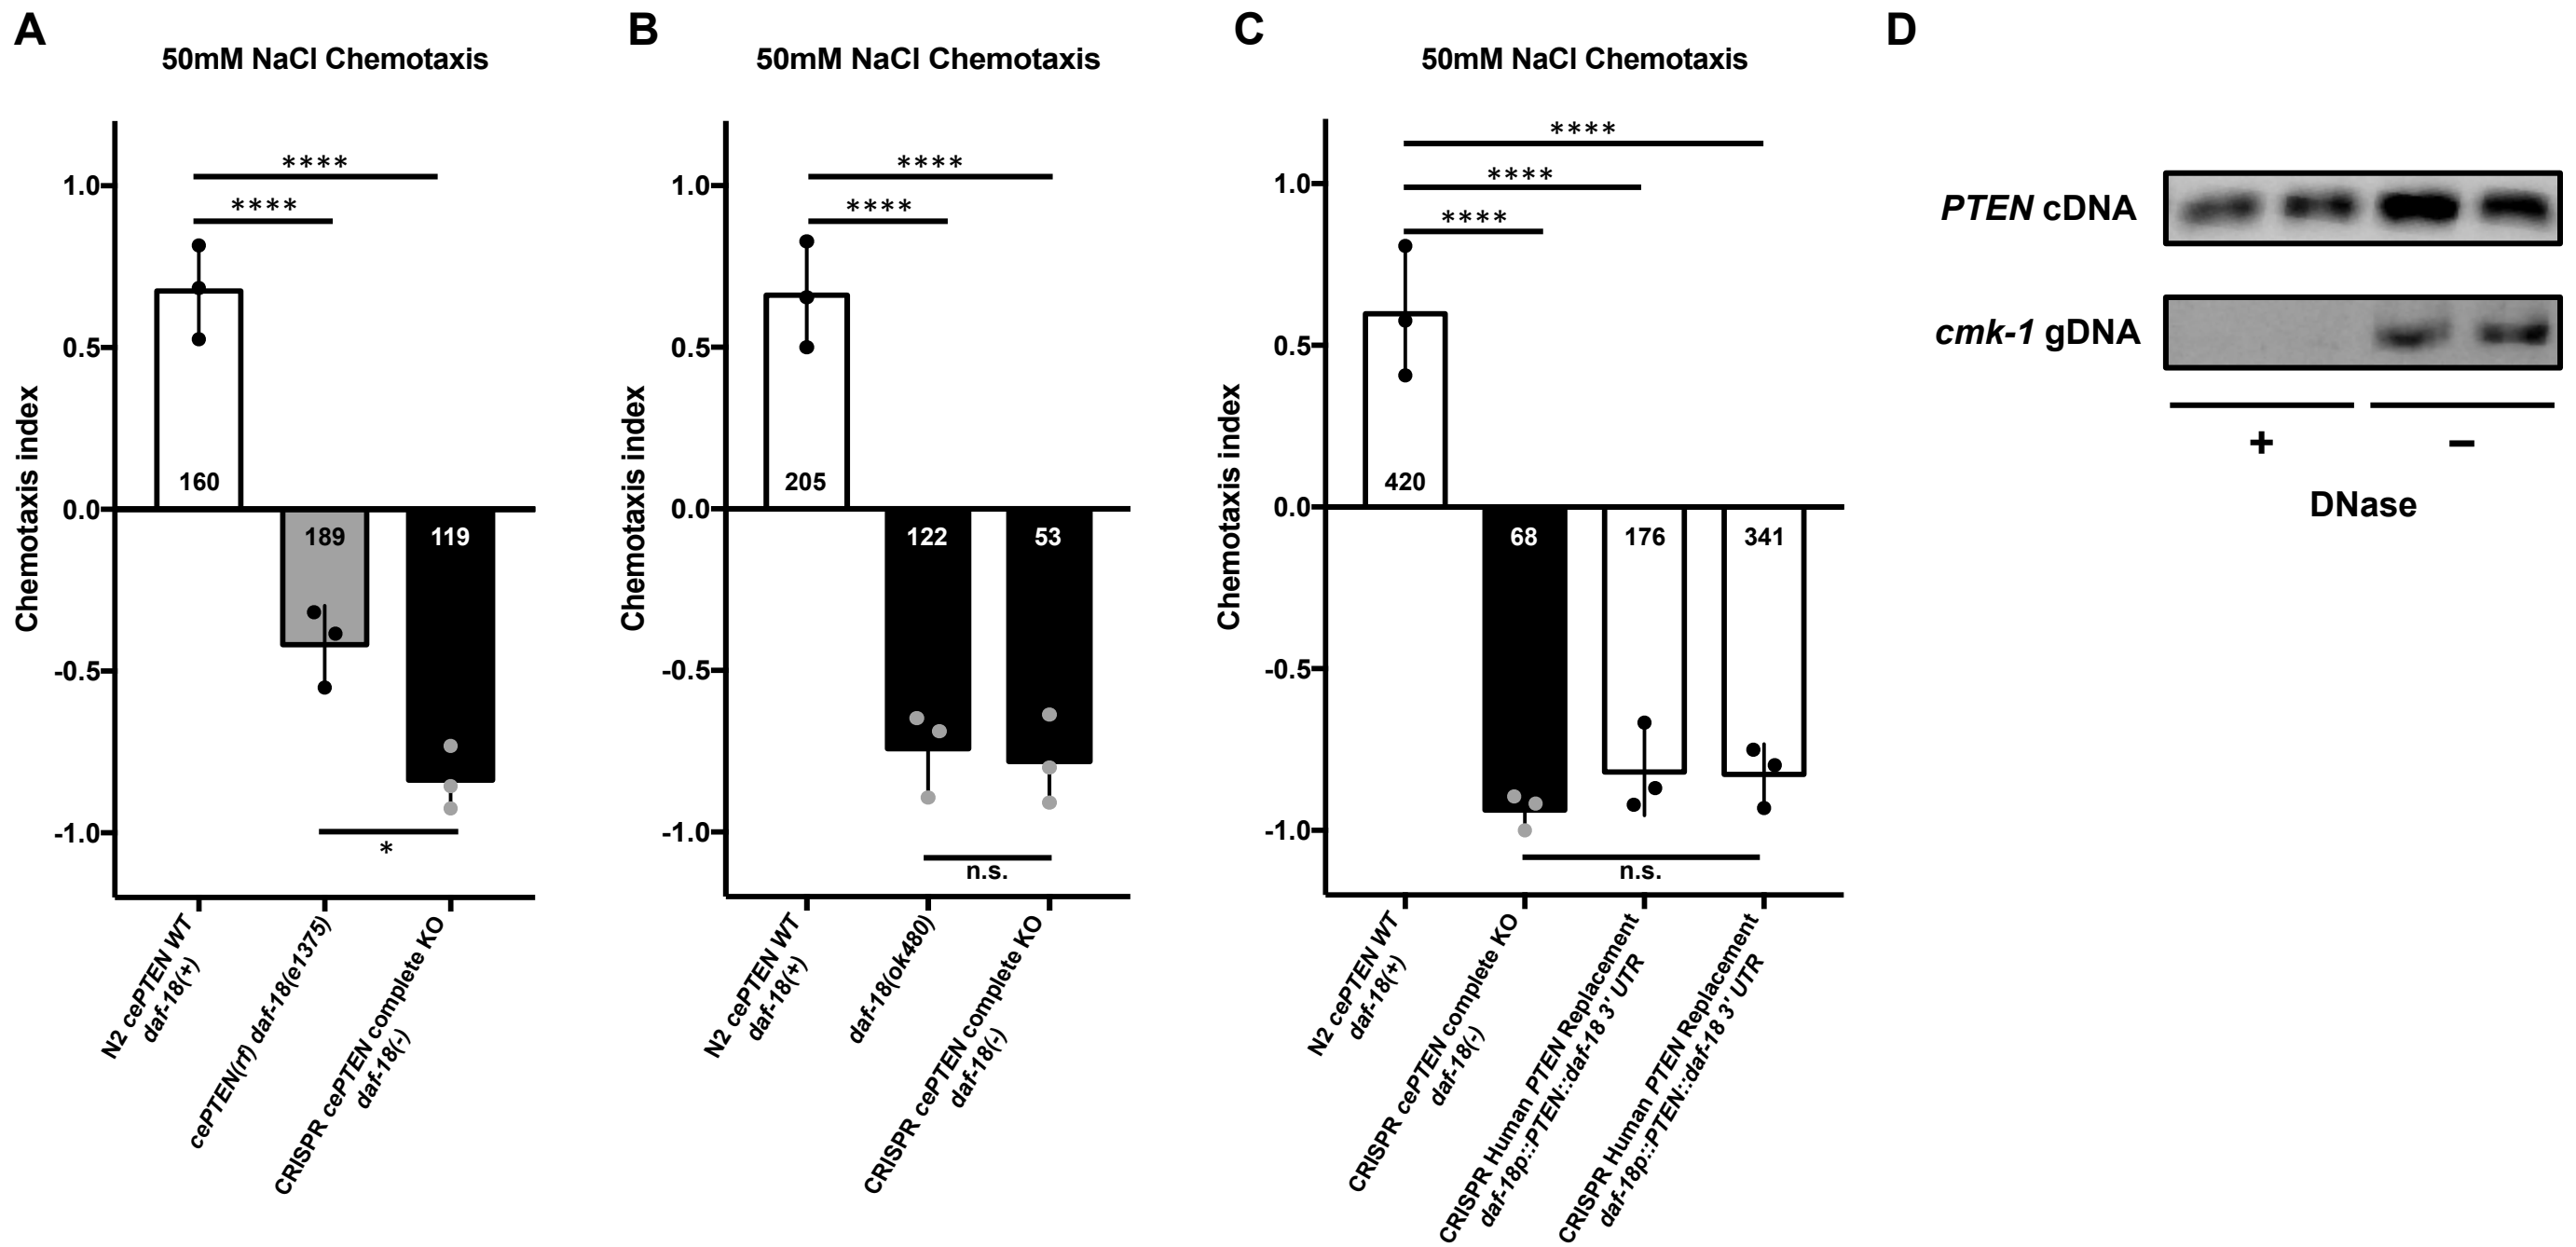 A
50mM NaCl Chemotaxis
Chemotaxis index
1.0
0.5
0.0
-0.5
-1.0
****
****
160
189
119
*
N2 cePTEN WT
daf-18(+)
cePTEN(rf) daf-18(e1375)
CRISPR cePTEN complete KO
daf-18(-)
B
50mM NaCl Chemotaxis
Chemotaxis index
1.0
0.5
0.0
-0.5
-1.0
****
****
205
122
53
n.s.
N2 cePTEN WT
daf-18(+)
daf-18(ok480)
CRISPR cePTEN complete KO
daf-18(-)
C
50mM NaCl Chemotaxis
Chemotaxis index
1.0
0.5
0.0
-0.5
-1.0
****
****
****
420
68
176
341
n.s.
N2 cePTEN WT
daf-18(+)
CRISPR cePTEN complete KO
daf-18(-)
CRISPR Human PTEN Replacement
daf-18p::PTEN::daf-18 3' UTR
CRISPR Human PTEN Replacement
daf-18p::PTEN::daf-18 3' UTR
D
PTEN cDNA
cmk-1 gDNA
+ −
DNase